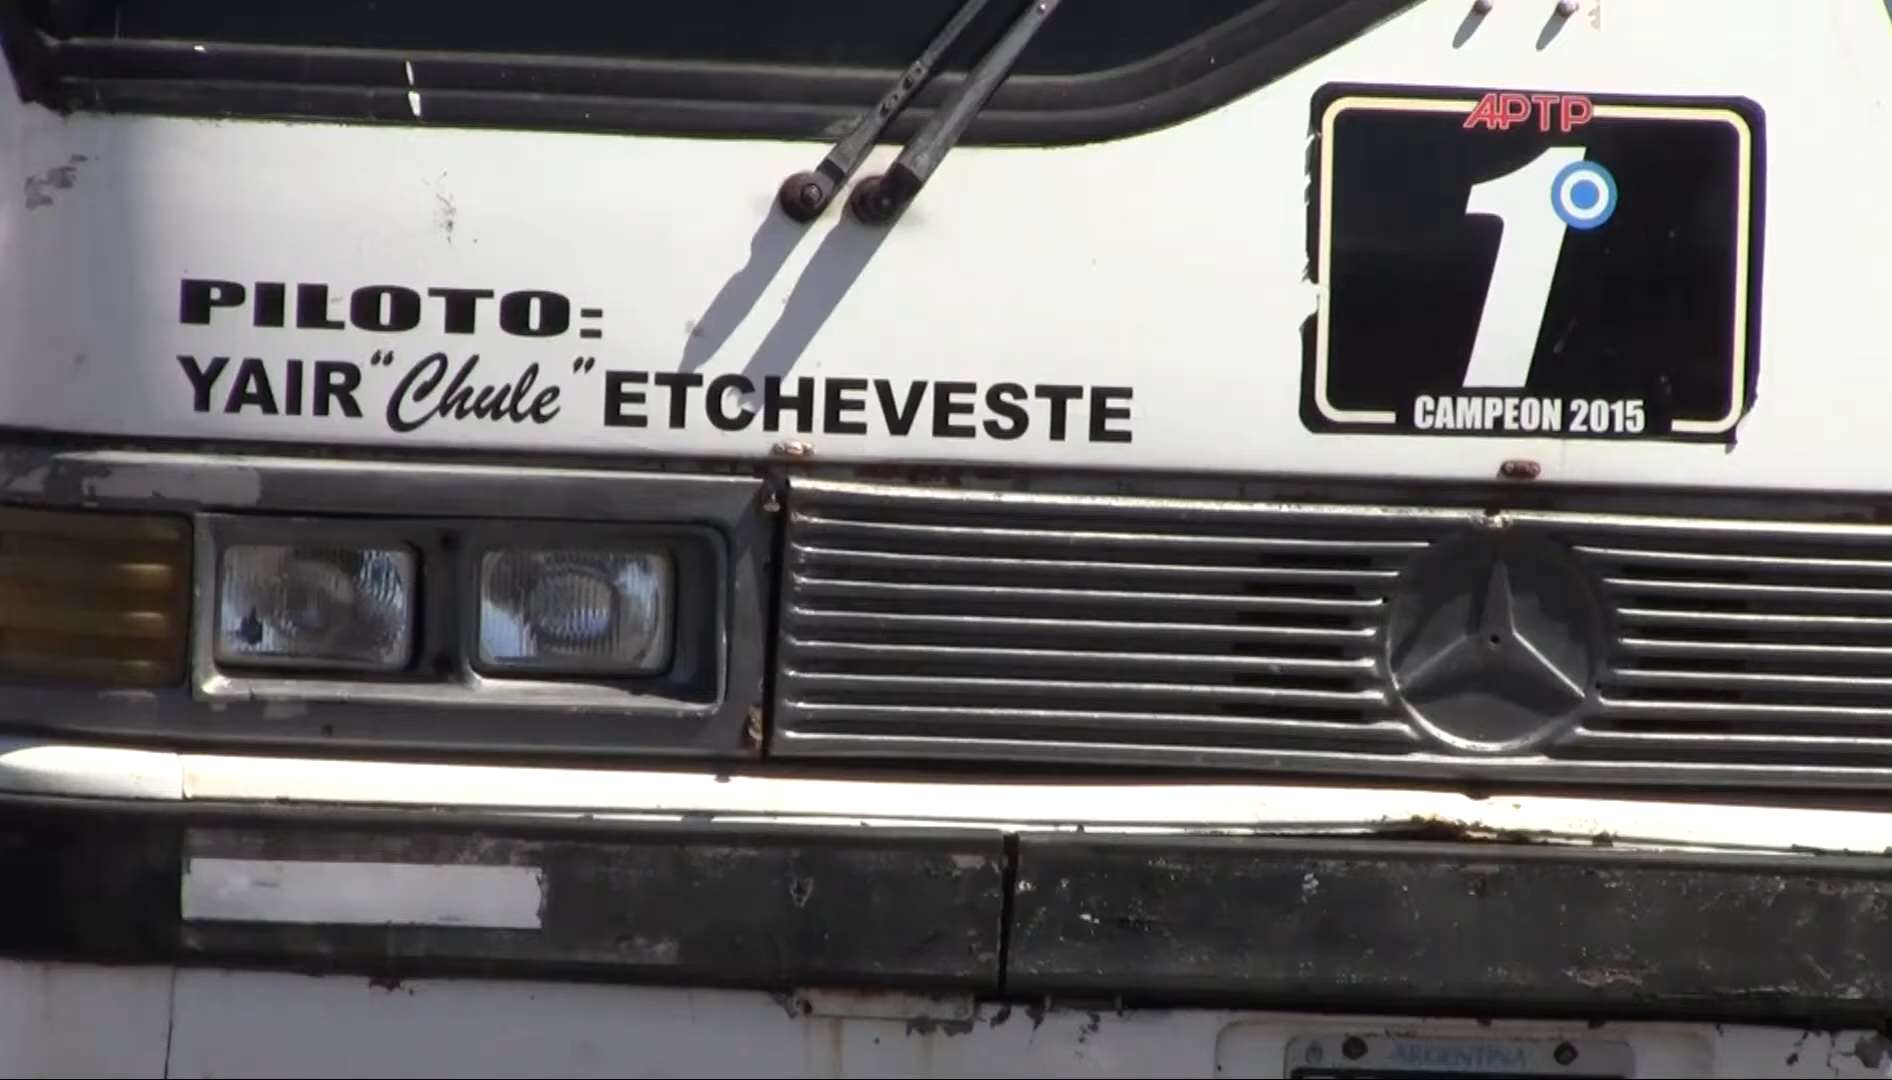 APTP
1
CAMPEON 2015
PILOTO:
YAIR "Chule" ETCHEVESTE
ARGENTINA